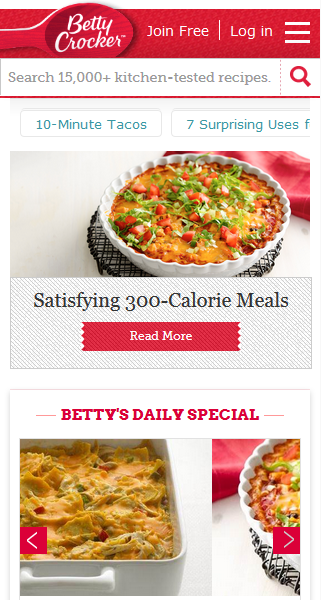 Betty
Crocker™
Join Free
Log in
Search 15,000+ kitchen-tested recipes.
10-Minute Tacos
7 Surprising Uses f
Satisfying 300-Calorie Meals
Read More
BETTY'S DAILY SPECIAL